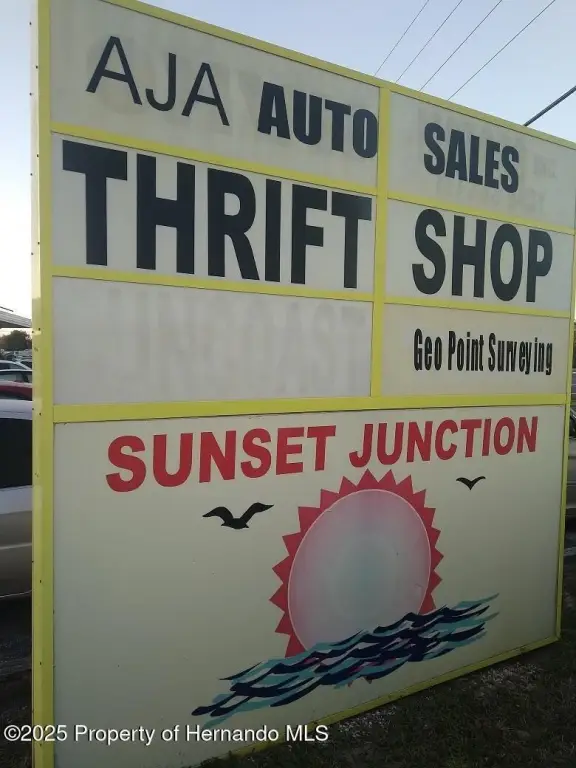 AJA AUTO SALES
THRIFT SHOP
Geo Point Surveying
SUNSET JUNCTION
©2025 Property of Hernando MLS